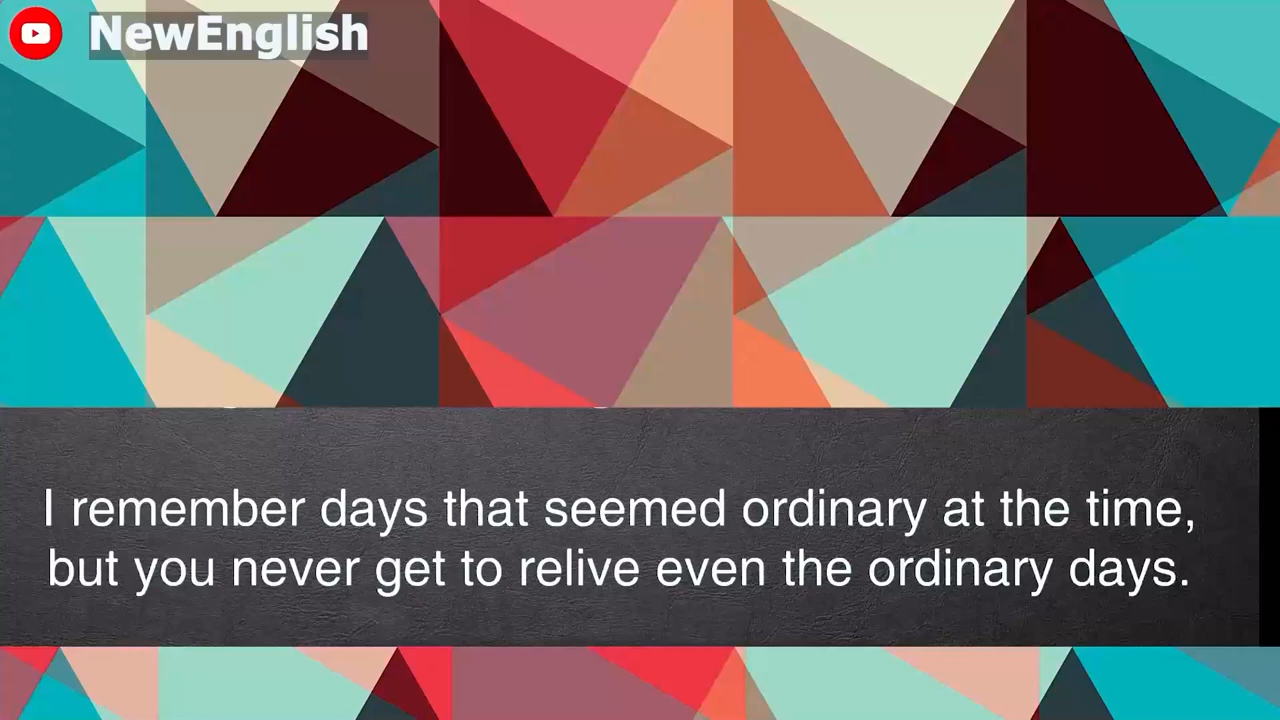 NewEnglish
I remember days that seemed ordinary at the time,
but you never get to relive even the ordinary days.